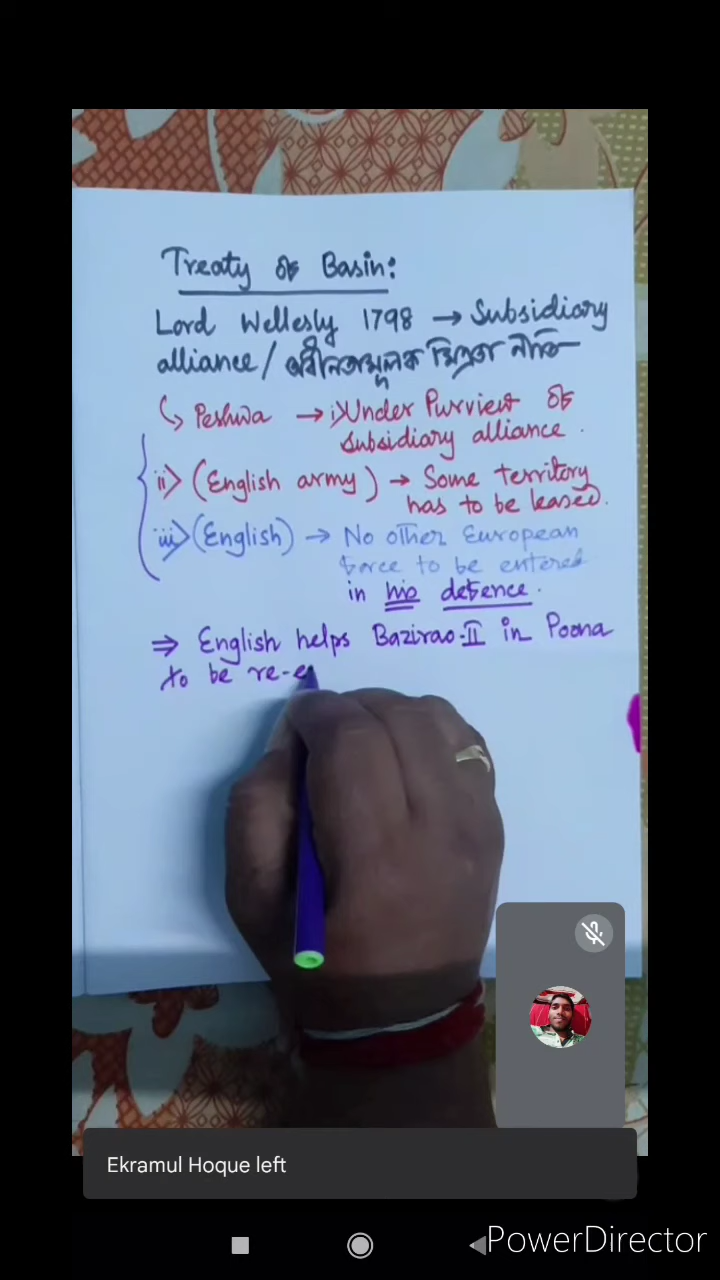 Treaty of Basin:
Lord Wellesly 1798 → Subsidiary
alliance / অধীনতামূলক মিত্রতা নীতি
↳ Peshwa → i) Under Purview of
subsidiary alliance.
ii) (English army) → Some territory
has to be leased.
iii) (English) → No other European
force to be entered
in his defence.
⇒ English helps Bazirao-II in Poona
to be re-e
Ekramul Hoque left
PowerDirector